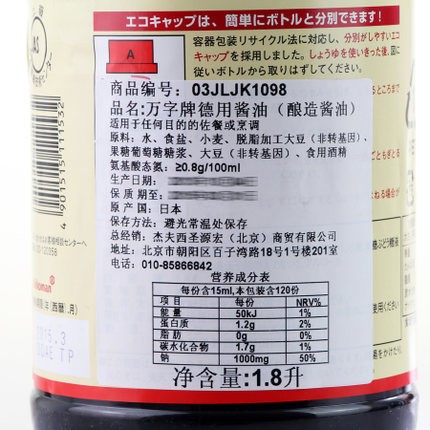 エコキャップは、簡単にボトルと分別できます!
容器包装リサイクル法に対応し、分別がしやすいエコ
キャップを採用しました。しょうゆを使いきった後、図に
従いボトルから取りはずしてください。
A
商品编号: 03JLJK1098
品名:万字牌德用酱油（酿造酱油）
适用于任何目的的佐餐或烹调
原料: 水、食盐、小麦、脱脂加工大豆（非转基因）、
果糖葡萄糖糖浆、大豆（非转基因）、食用酒精
氨基酸态氮: ≥0.8g/100ml
生产日期:
保质期至:
原产国: 日本
保存方法: 避光常温处保存
总经销: 杰夫西圣源宏（北京）商贸有限公司
地址: 北京市朝阳区百子湾路18号1号楼201室
电话: 010-85866842
营养成分表
每份含15ml,本包装含120份
项目 每份 NRV%
能量 50kJ 1%
蛋白质 1.2g 2%
脂肪 0g 0%
碳水化合物 1.7g 1%
钠 1000mg 50%
净含量:1.8升
4901515111532